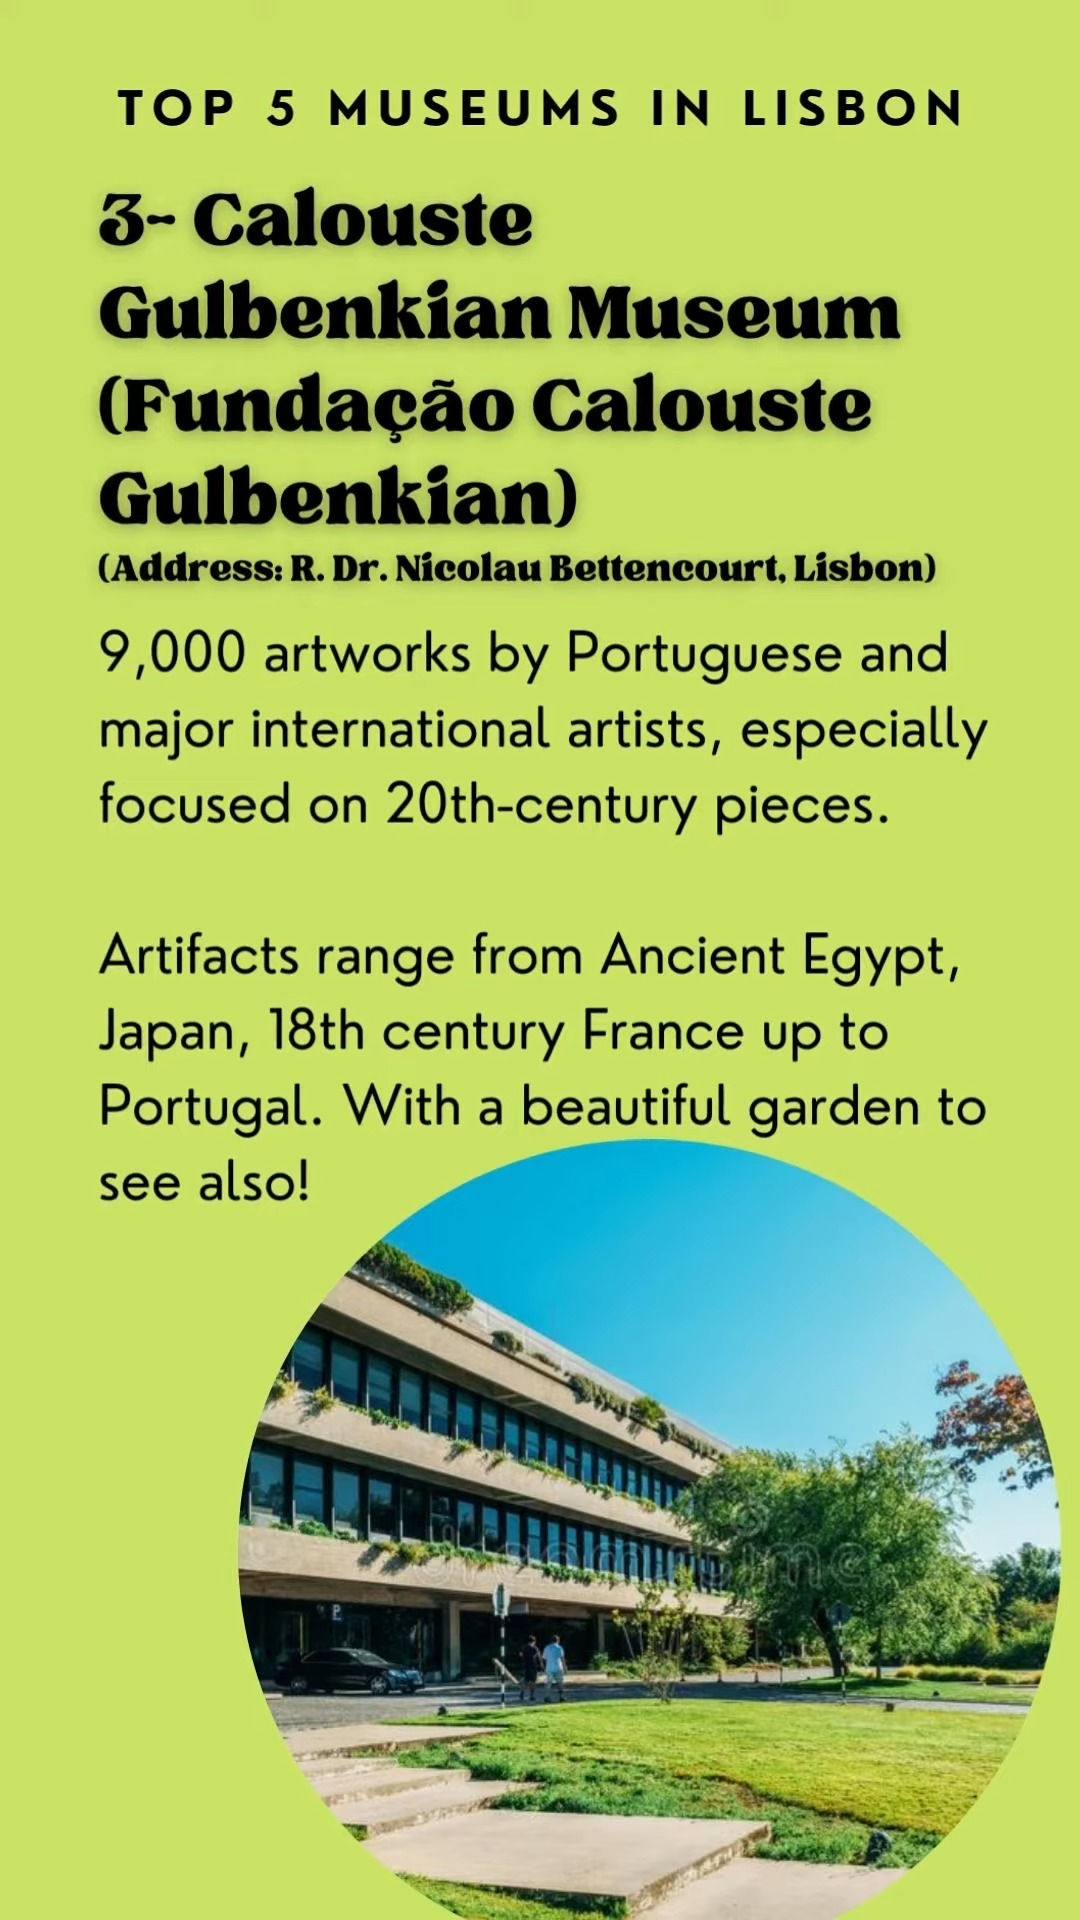 TOP 5 MUSEUMS IN LISBON
3- Calouste
Gulbenkian Museum
(Fundação Calouste
Gulbenkian)
(Address: R. Dr. Nicolau Bettencourt, Lisbon)
9,000 artworks by Portuguese and
major international artists, especially
focused on 20th-century pieces.
Artifacts range from Ancient Egypt,
Japan, 18th century France up to
Portugal. With a beautiful garden to
see also!
P
dreamstime